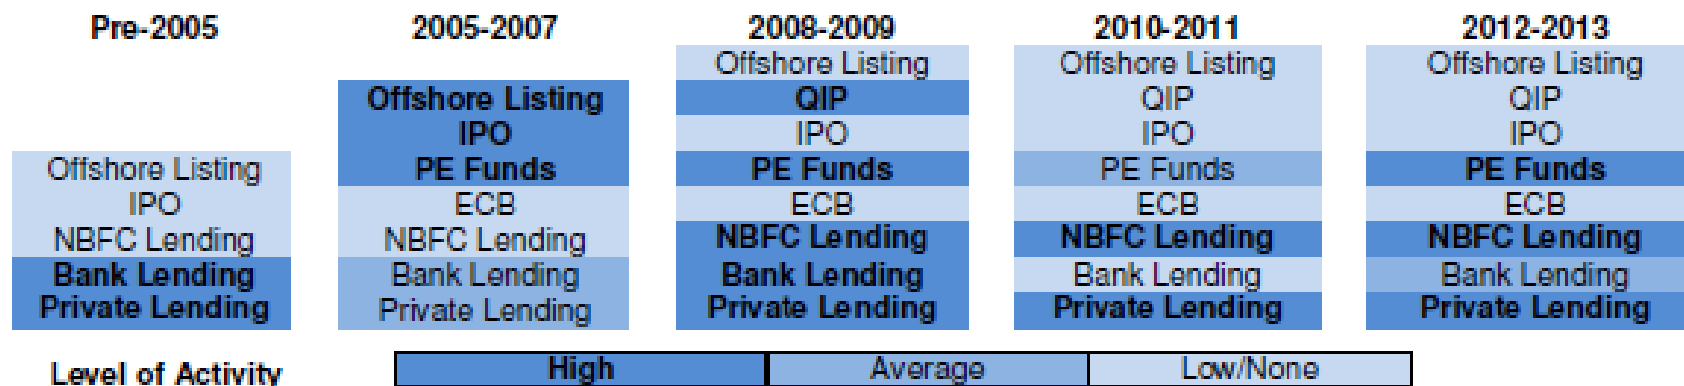 Pre-2005 2005-2007 2008-2009 2010-2011 2012-2013
Offshore Listing Offshore Listing Offshore Listing
Offshore Listing QIP QIP QIP
IPO IPO IPO IPO
Offshore Listing PE Funds PE Funds PE Funds PE Funds
IPO ECB ECB ECB ECB
NBFC Lending NBFC Lending NBFC Lending NBFC Lending NBFC Lending
Bank Lending Bank Lending Bank Lending Bank Lending Bank Lending
Private Lending Private Lending Private Lending Private Lending Private Lending
Level of Activity High Average Low/None